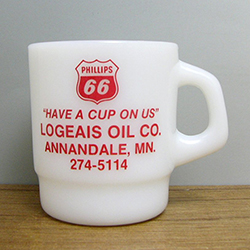 PHILLIPS
66
"HAVE A CUP ON US"
LOGEAIS OIL CO.
ANNANDALE, MN.
274-5114